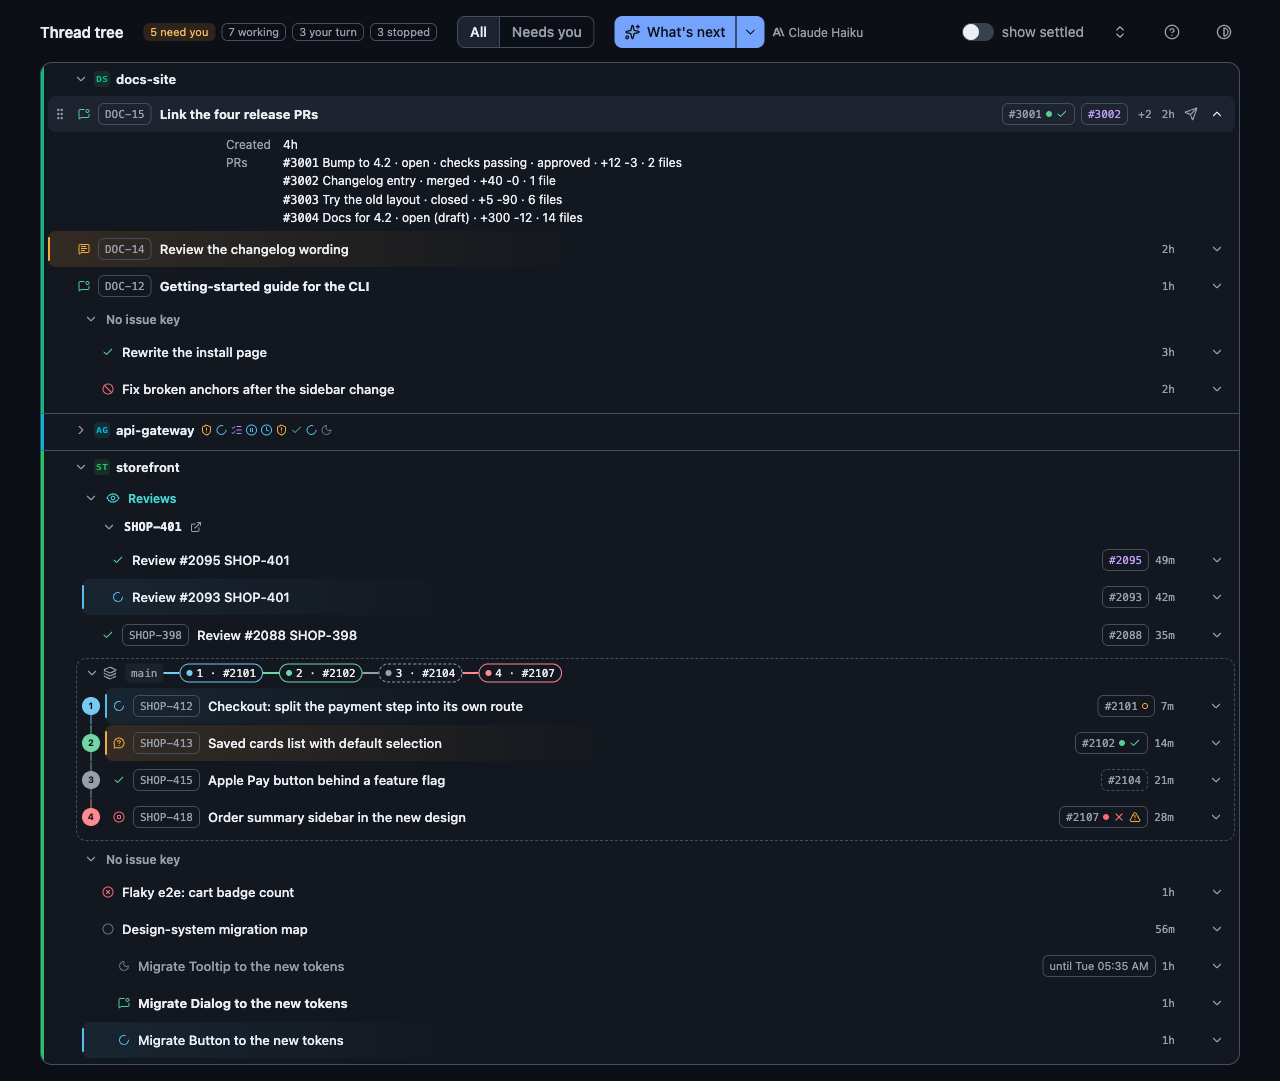 Thread tree 5 need you 7 working 3 your turn 3 stopped All Needs you What's next Claude Haiku show settled
DS docs-site
DOC-15 Link the four release PRs #3001 #3002 +2 2h
Created 4h
PRs #3001 Bump to 4.2 · open · checks passing · approved · +12 -3 · 2 files
#3002 Changelog entry · merged · +40 -0 · 1 file
#3003 Try the old layout · closed · +5 -90 · 6 files
#3004 Docs for 4.2 · open (draft) · +300 -12 · 14 files
DOC-14 Review the changelog wording 2h
DOC-12 Getting-started guide for the CLI 1h
No issue key
Rewrite the install page 3h
Fix broken anchors after the sidebar change 2h
AG api-gateway
ST storefront
Reviews
SHOP-401
Review #2095 SHOP-401 #2095 49m
Review #2093 SHOP-401 #2093 42m
SHOP-398 Review #2088 SHOP-398 #2088 35m
main 1 · #2101 2 · #2102 3 · #2104 4 · #2107
1 SHOP-412 Checkout: split the payment step into its own route #2101 7m
2 SHOP-413 Saved cards list with default selection #2102 14m
3 SHOP-415 Apple Pay button behind a feature flag #2104 21m
4 SHOP-418 Order summary sidebar in the new design #2107 28m
No issue key
Flaky e2e: cart badge count 1h
Design-system migration map 56m
Migrate Tooltip to the new tokens until Tue 05:35 AM 1h
Migrate Dialog to the new tokens 1h
Migrate Button to the new tokens 1h